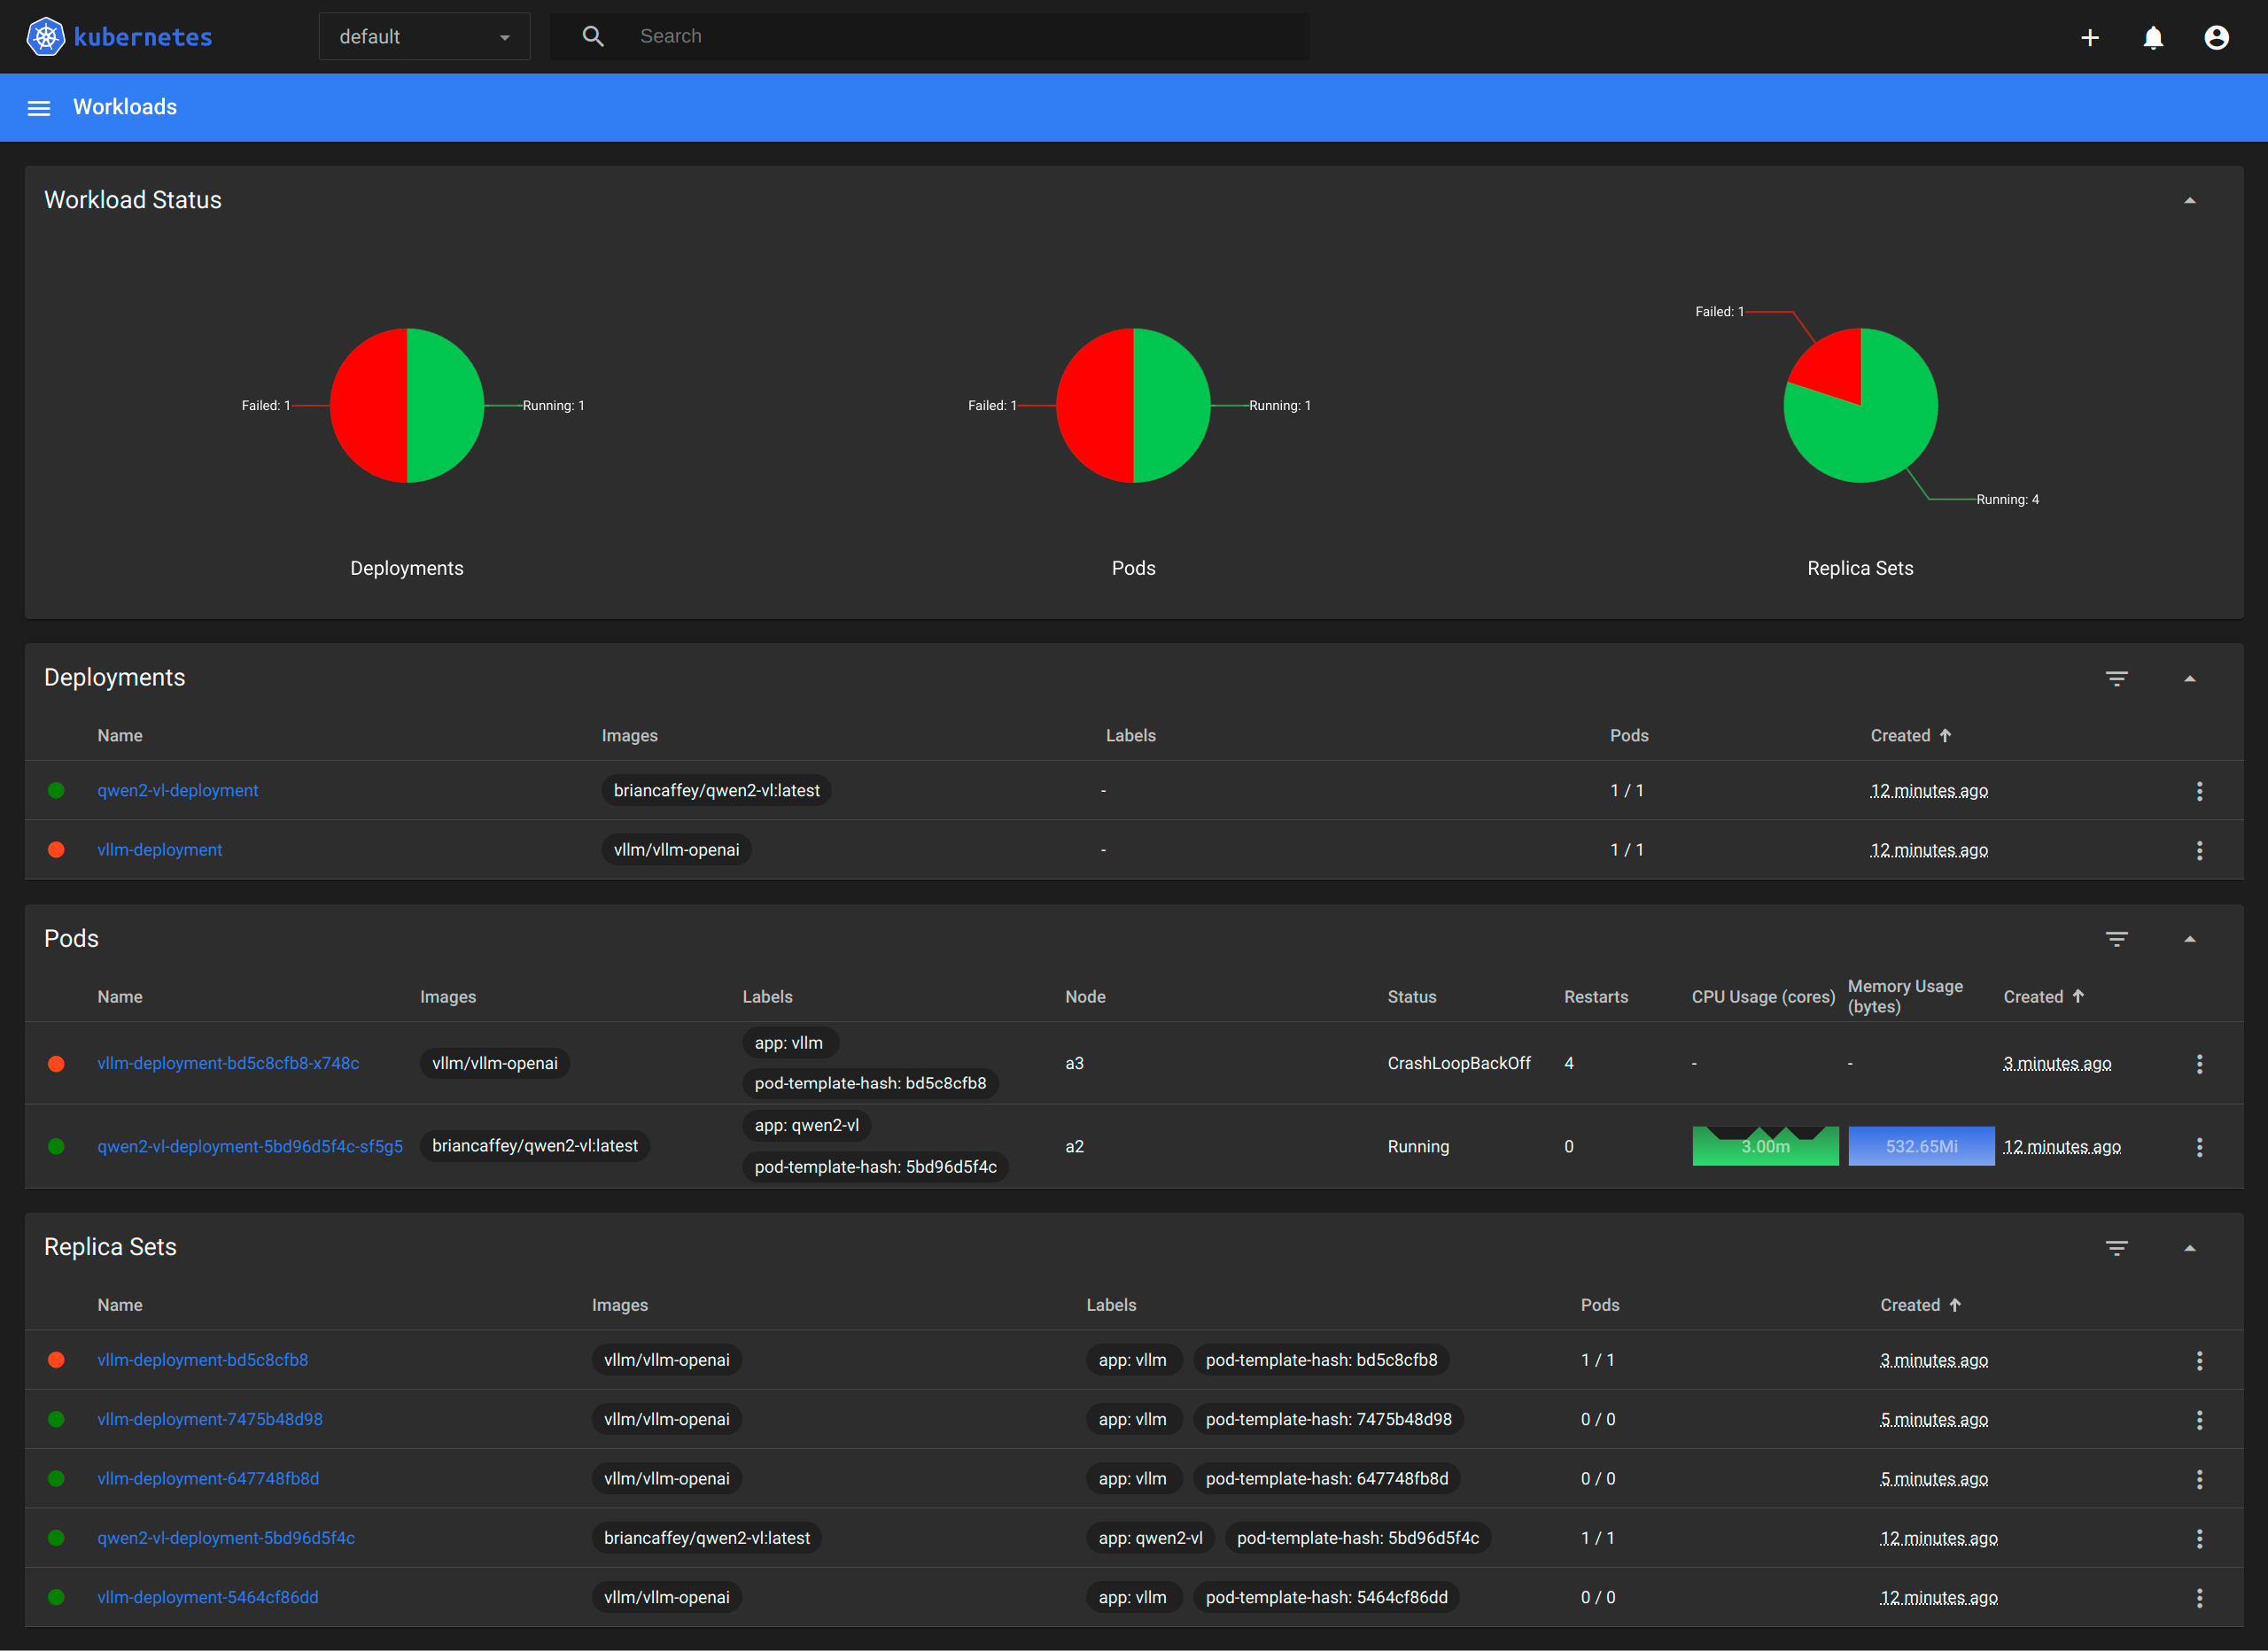 kubernetes default Search
Workloads
Workload Status
Failed: 1 Running: 1
Deployments
Failed: 1 Running: 1
Pods
Failed: 1
Running: 4
Replica Sets
Deployments
Name Images Labels Pods Created
qwen2-vl-deployment briancaffey/qwen2-vl:latest - 1 / 1 12 minutes ago
vllm-deployment vllm/vllm-openai - 1 / 1 12 minutes ago
Pods
Name Images Labels Node Status Restarts CPU Usage (cores) Memory Usage (bytes) Created
vllm-deployment-bd5c8cfb8-x748c vllm/vllm-openai app: vllm pod-template-hash: bd5c8cfb8 a3 CrashLoopBackOff 4 - - 3 minutes ago
qwen2-vl-deployment-5bd96d5f4c-sf5g5 briancaffey/qwen2-vl:latest app: qwen2-vl pod-template-hash: 5bd96d5f4c a2 Running 0 3.00m 532.65Mi 12 minutes ago
Replica Sets
Name Images Labels Pods Created
vllm-deployment-bd5c8cfb8 vllm/vllm-openai app: vllm pod-template-hash: bd5c8cfb8 1 / 1 3 minutes ago
vllm-deployment-7475b48d98 vllm/vllm-openai app: vllm pod-template-hash: 7475b48d98 0 / 0 5 minutes ago
vllm-deployment-647748fb8d vllm/vllm-openai app: vllm pod-template-hash: 647748fb8d 0 / 0 5 minutes ago
qwen2-vl-deployment-5bd96d5f4c briancaffey/qwen2-vl:latest app: qwen2-vl pod-template-hash: 5bd96d5f4c 1 / 1 12 minutes ago
vllm-deployment-5464cf86dd vllm/vllm-openai app: vllm pod-template-hash: 5464cf86dd 0 / 0 12 minutes ago